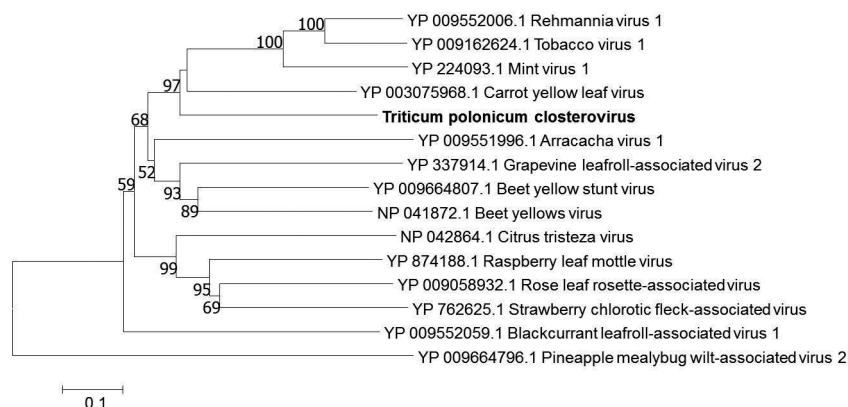 100
YP 009552006.1 Rehmannia virus 1
100
YP 009162624.1 Tobacco virus 1
YP 224093.1 Mint virus 1
97
YP 003075968.1 Carrot yellow leaf virus
68
Triticum polonicum closterovirus
YP 009551996.1 Arracacha virus 1
52
YP 337914.1 Grapevine leafroll-associated virus 2
59
93
YP 009664807.1 Beet yellow stunt virus
89
NP 041872.1 Beet yellows virus
NP 042864.1 Citrus tristeza virus
99
YP 874188.1 Raspberry leaf mottle virus
95
YP 009058932.1 Rose leaf rosette-associated virus
69
YP 762625.1 Strawberry chlorotic fleck-associated virus
YP 009552059.1 Blackcurrant leafroll-associated virus 1
YP 009664796.1 Pineapple mealybug wilt-associated virus 2
0.1